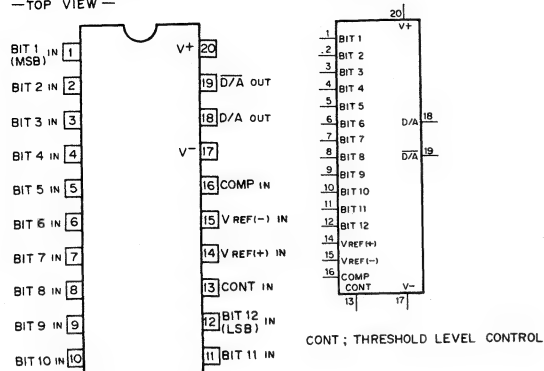 —TOP VIEW—
BIT 1 IN 1
(MSB)
BIT 2 IN 2
BIT 3 IN 3
BIT 4 IN 4
BIT 5 IN 5
BIT 6 IN 6
BIT 7 IN 7
BIT 8 IN 8
BIT 9 IN 9
BIT 10 IN 10
V+ 20
19 D/A OUT
18 D/A OUT
V- 17
16 COMP IN
15 V REF(-) IN
14 V REF(+) IN
13 CONT IN
12 BIT 12 IN
(LSB)
11 BIT 11 IN
20
V+
1 BIT 1
2 BIT 2
3 BIT 3
4 BIT 4
5 BIT 5
6 BIT 6 D/A 18
7 BIT 7
8 BIT 8 D/A 19
9 BIT 9
10 BIT 10
11 BIT 11
12 BIT 12
14 VREF(+)
15 VREF(-)
16 COMP
CONT V-
13 17
CONT ; THRESHOLD LEVEL CONTROL